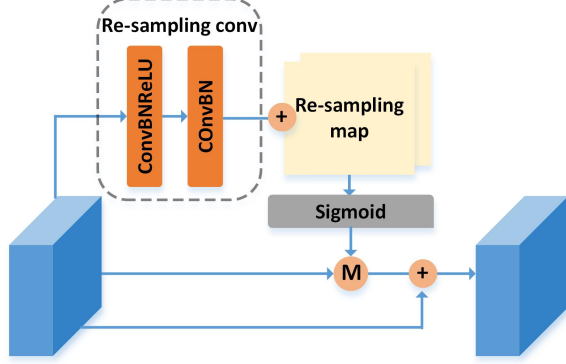 Re-sampling conv
ConvBNReLU
COnvBN
+
Re-sampling
map
Sigmoid
M
+